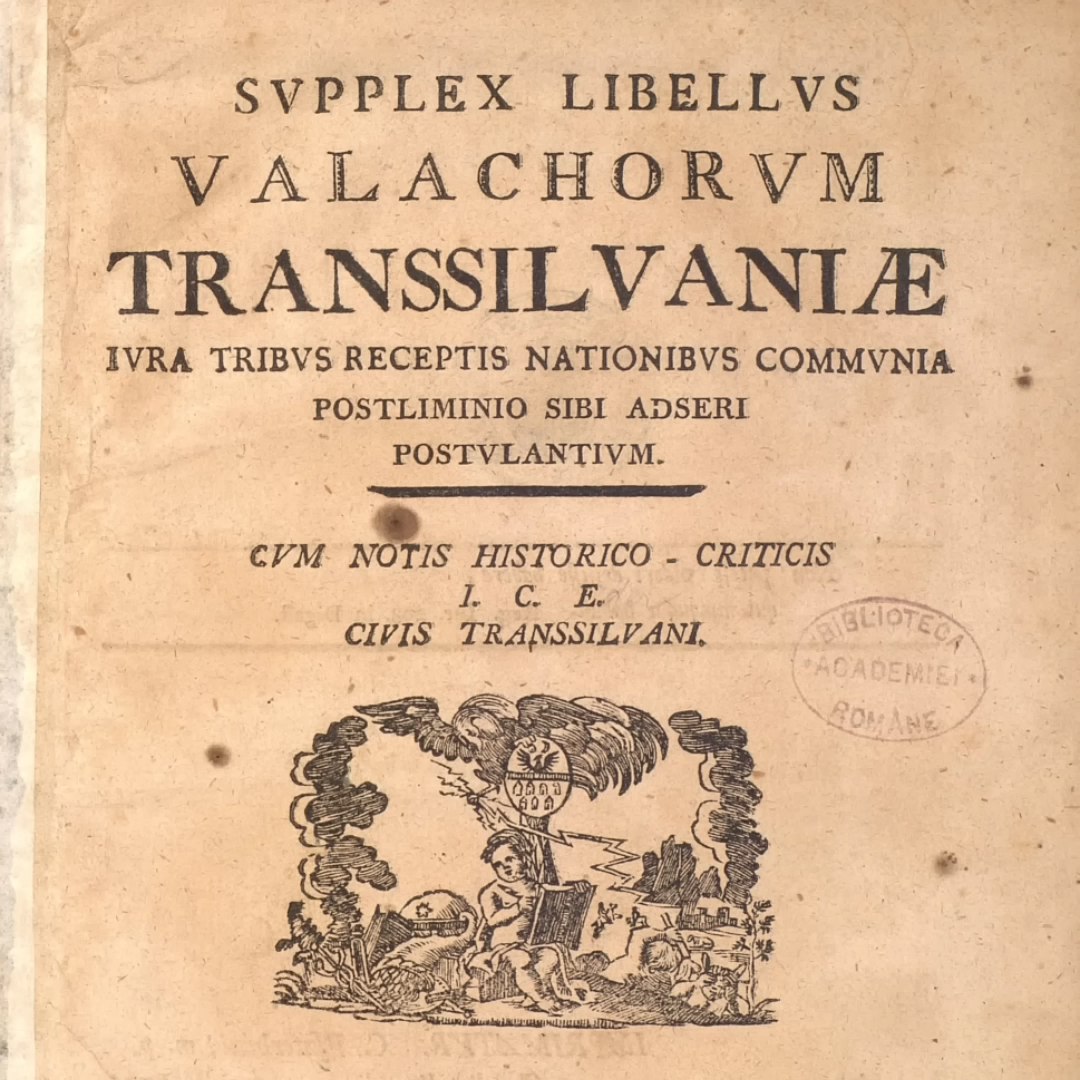 SVPPLEX LIBELLVS
VALACHORVM
TRANSSILVANIÆ
IVRA TRIBVS RECEPTIS NATIONIBVS COMMVNIA
POSTLIMINIO SIBI ADSERI
POSTVLANTIVM.
CVM NOTIS HISTORICO - CRITICIS
I. C. E.
CIVIS TRANSSILVANI.
BIBLIOTECA
ACADEMIEI
ROMÂNE